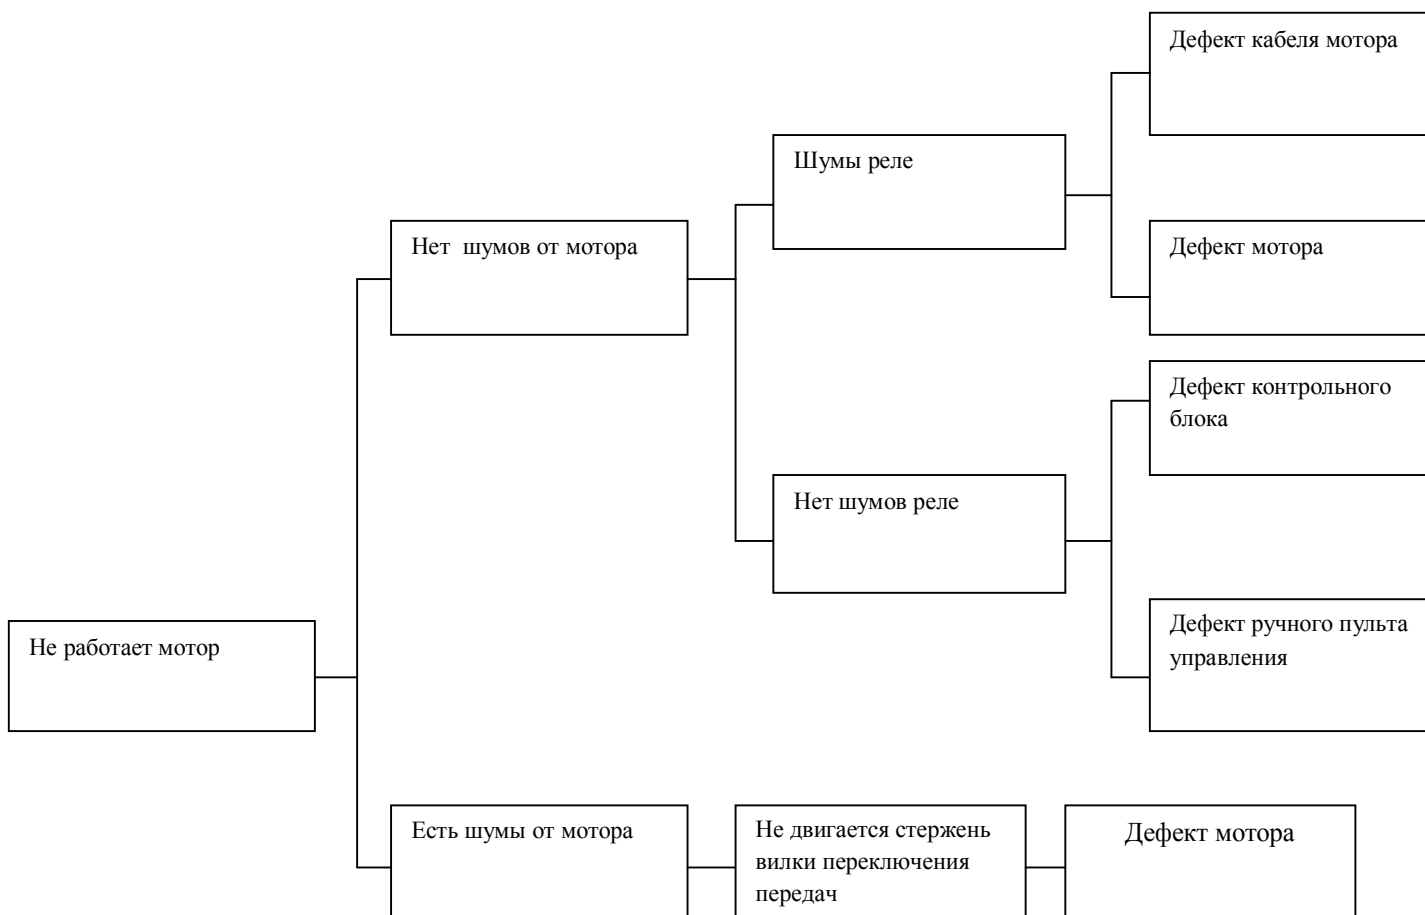 Дефект кабеля мотора
Шумы реле
Нет шумов от мотора
Дефект мотора
Дефект контрольного
блока
Нет шумов реле
Дефект ручного пульта
управления
Не работает мотор
Есть шумы от мотора
Не двигается стержень
вилки переключения
передач
Дефект мотора